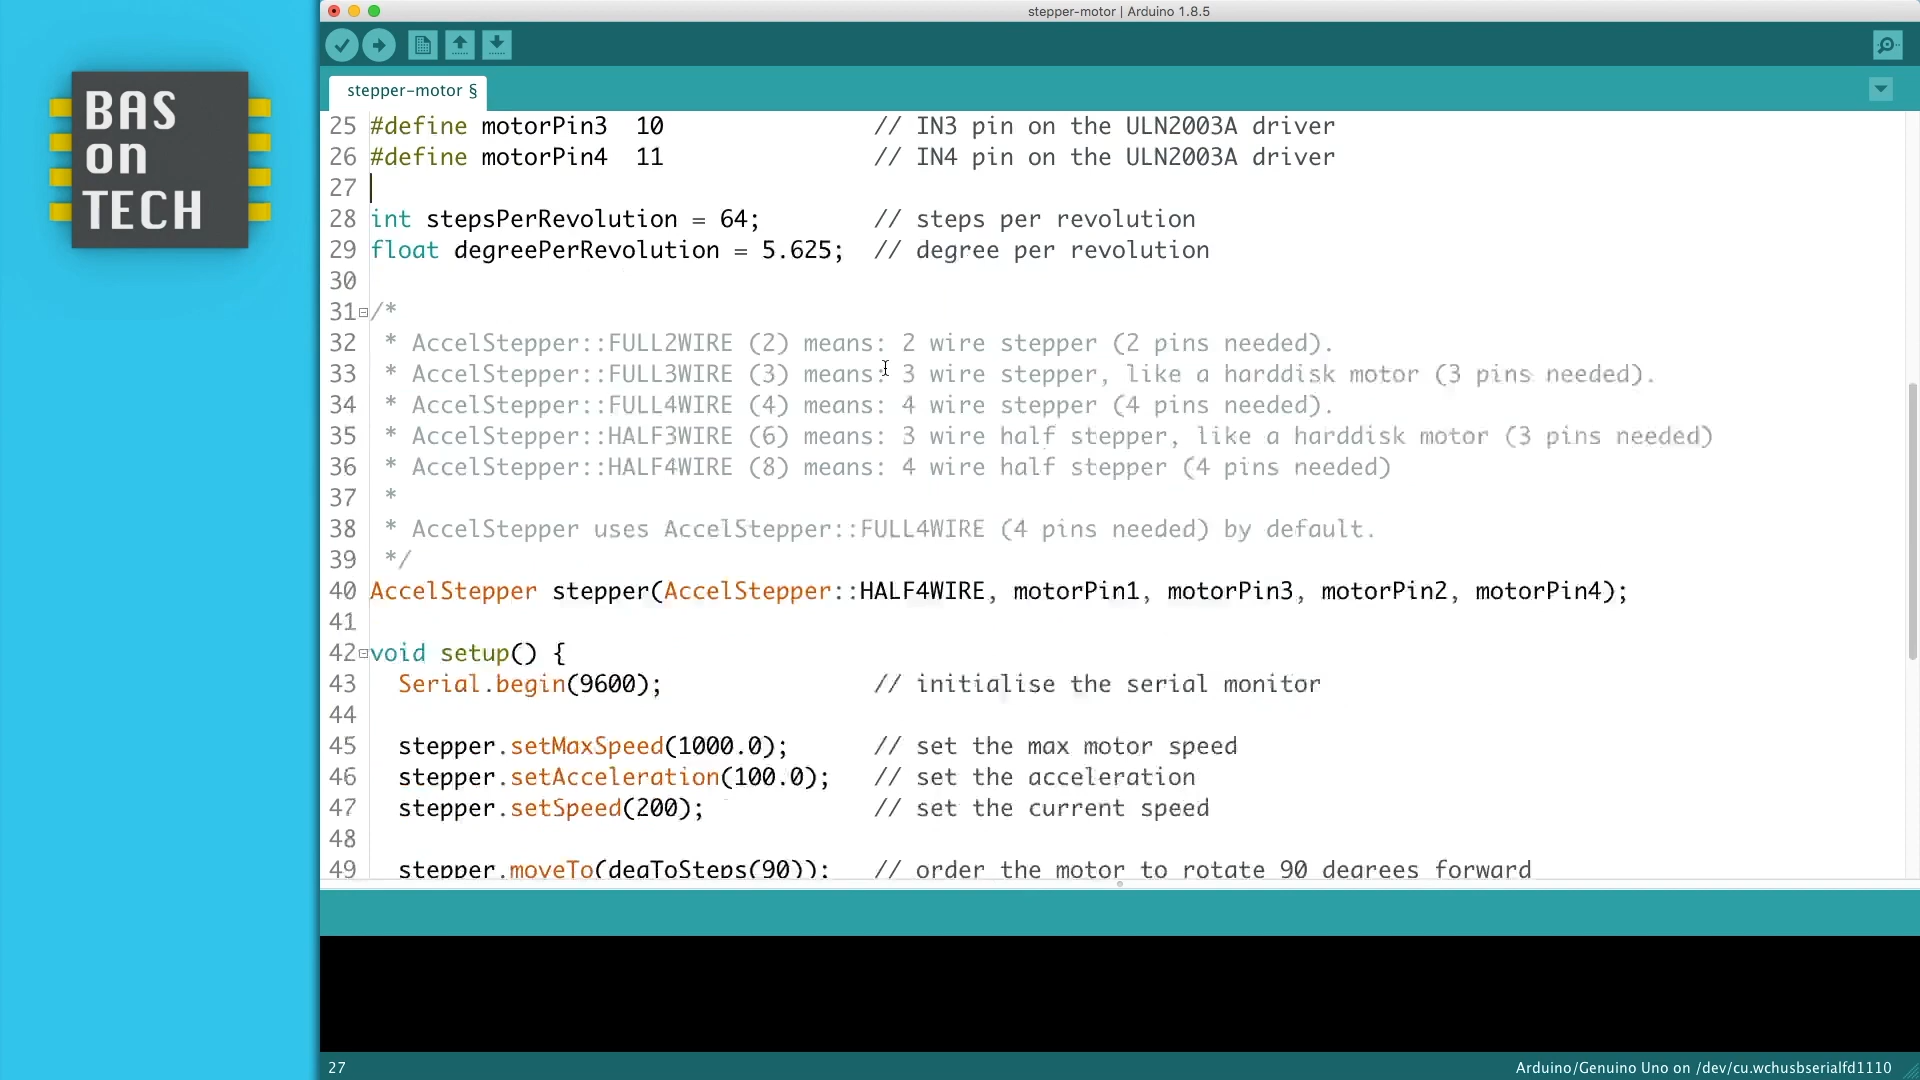 stepper-motor | Arduino 1.8.5
BAS
on
TECH
stepper-motor §
25 #define motorPin3  10               // IN3 pin on the ULN2003A driver
26 #define motorPin4  11               // IN4 pin on the ULN2003A driver
27
28 int stepsPerRevolution = 64;        // steps per revolution
29 float degreePerRevolution = 5.625;  // degree per revolution
30
31 /*
32  * AccelStepper::FULL2WIRE (2) means: 2 wire stepper (2 pins needed).
33  * AccelStepper::FULL3WIRE (3) means: 3 wire stepper, like a harddisk motor (3 pins needed).
34  * AccelStepper::FULL4WIRE (4) means: 4 wire stepper (4 pins needed).
35  * AccelStepper::HALF3WIRE (6) means: 3 wire half stepper, like a harddisk motor (3 pins needed)
36  * AccelStepper::HALF4WIRE (8) means: 4 wire half stepper (4 pins needed)
37  *
38  * AccelStepper uses AccelStepper::FULL4WIRE (4 pins needed) by default.
39  */
40 AccelStepper stepper(AccelStepper::HALF4WIRE, motorPin1, motorPin3, motorPin2, motorPin4);
41
42 void setup() {
43   Serial.begin(9600);               // initialise the serial monitor
44
45   stepper.setMaxSpeed(1000.0);      // set the max motor speed
46   stepper.setAcceleration(100.0);   // set the acceleration
47   stepper.setSpeed(200);            // set the current speed
48
49   stepper.moveTo(degToSteps(90));   // order the motor to rotate 90 degrees forward
27
Arduino/Genuino Uno on /dev/cu.wchusbserialfd1110